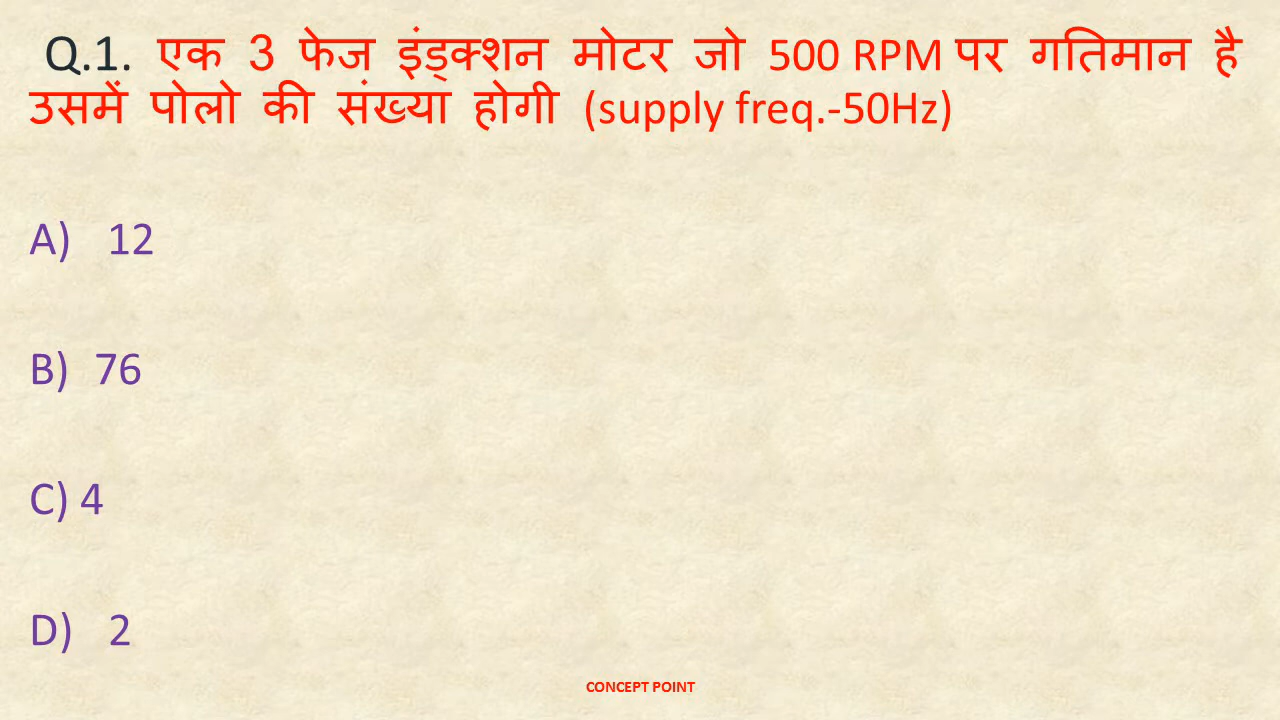 Q.1. एक 3 फेज इंड्क्शन मोटर जो 500 RPM पर गतिमान है
उसमें पोलो की संख्या होगी (supply freq.-50Hz)
A) 12
B) 76
C) 4
D) 2
CONCEPT POINT